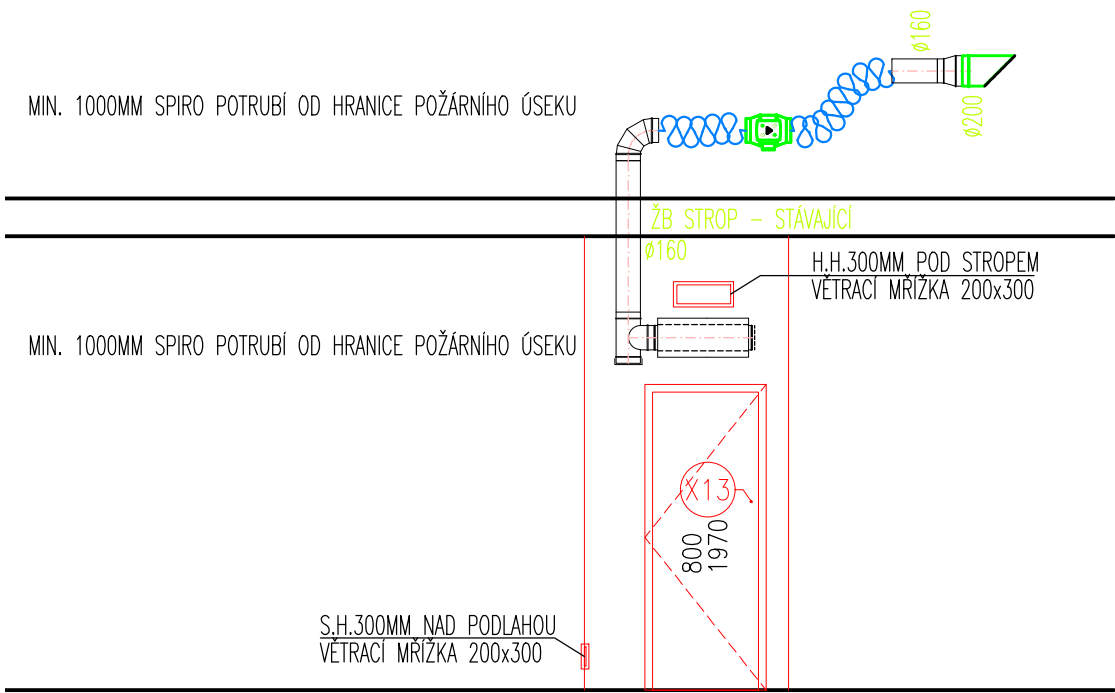 ø160
MIN. 1000MM SPIRO POTRUBÍ OD HRANICE POŽÁRNÍHO ÚSEKU
ø200
ŽB STROP – STÁVAJÍCÍ
ø160
H.H.300MM POD STROPEM
VĚTRACÍ MŘÍŽKA 200x300
MIN. 1000MM SPIRO POTRUBÍ OD HRANICE POŽÁRNÍHO ÚSEKU
X13
800
1970
S.H.300MM NAD PODLAHOU
VĚTRACÍ MŘÍŽKA 200x300